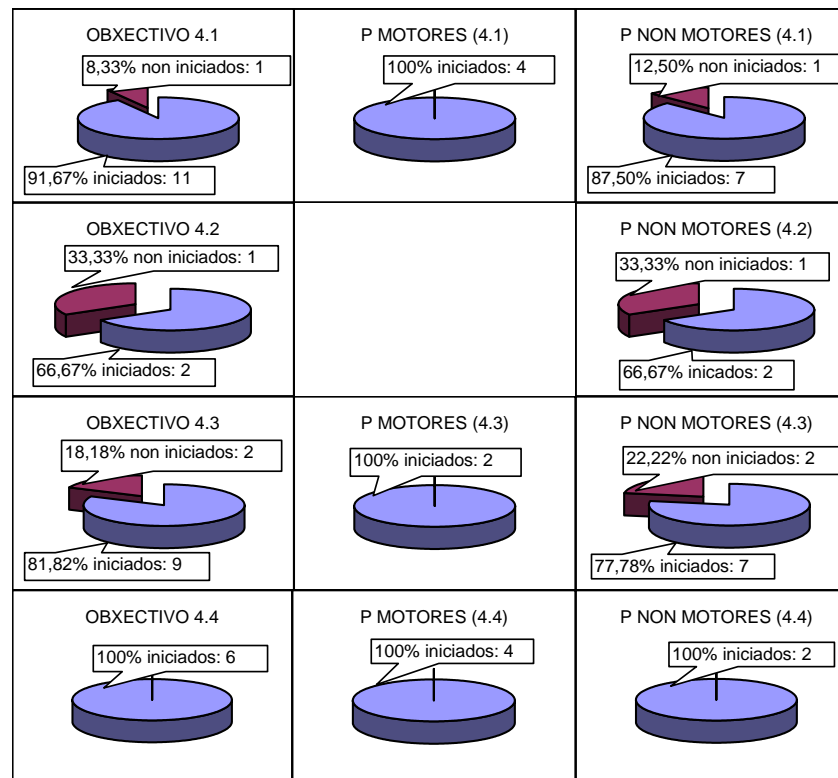 OBXECTIVO 4.1
8,33% non iniciados: 1
91,67% iniciados: 11
P MOTORES (4.1)
100% iniciados: 4
P NON MOTORES (4.1)
12,50% non iniciados: 1
87,50% iniciados: 7
OBXECTIVO 4.2
33,33% non iniciados: 1
66,67% iniciados: 2
P NON MOTORES (4.2)
33,33% non iniciados: 1
66,67% inicados: 2
OBXECTIVO 4.3
18,18% non iniciados: 2
81,82% iniciados: 9
P MOTORES (4.3)
100% iniciados: 2
P NON MOTORES (4.3)
22,22% non iniciados: 2
77,78% iniciados: 7
OBXECTIVO 4.4
100% iniciados: 6
P MOTORES (4.4)
100% iniciados: 4
P NON MOTORES (4.4)
100% iniciados: 2